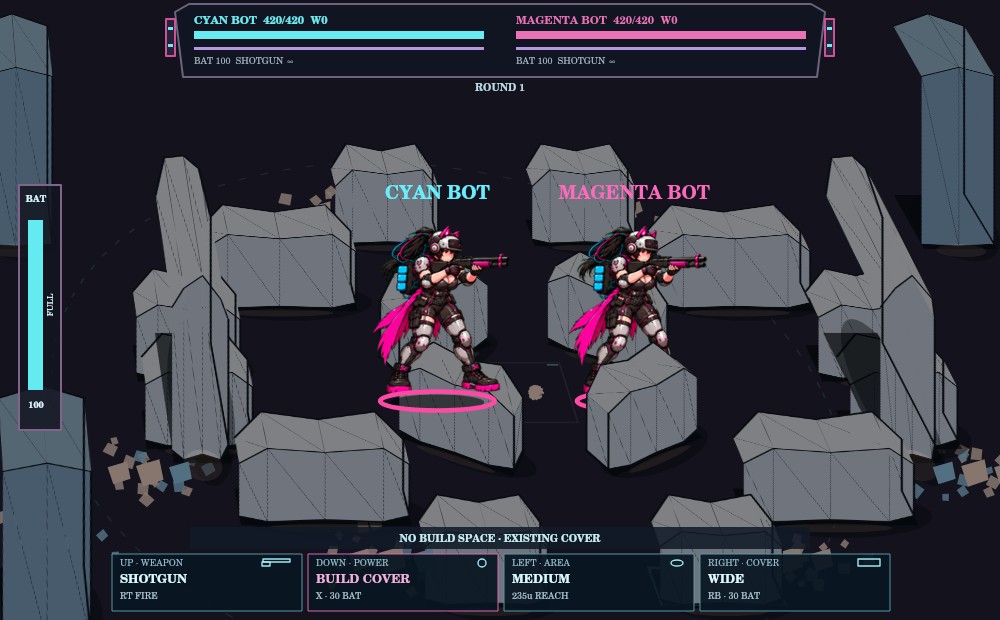 CYAN BOT 420/420 W0
MAGENTA BOT 420/420 W0
BAT 100 SHOTGUN ∞
BAT 100 SHOTGUN ∞
ROUND 1
BAT
FULL
100
CYAN BOT
MAGENTA BOT
NO BUILD SPACE · EXISTING COVER
UP · WEAPON
SHOTGUN
RT FIRE
DOWN · POWER
BUILD COVER
X · 30 BAT
LEFT · AREA
MEDIUM
235u REACH
RIGHT · COVER
WIDE
RB · 30 BAT